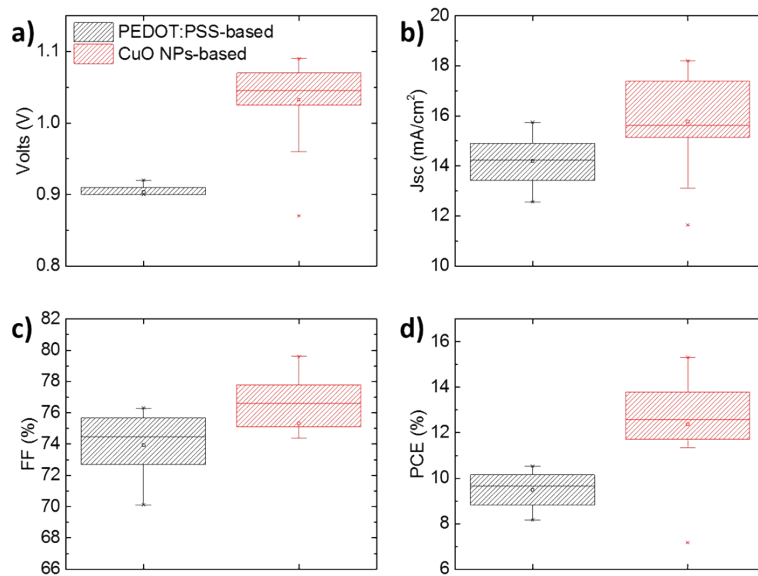 a)
PEDOT:PSS-based
CuO NPs-based
1.1
1.0
0.9
0.8
Volts (V)
b)
20
18
16
14
12
10
Jsc (mA/cm²)
c)
82
80
78
76
74
72
70
68
66
FF (%)
d)
16
14
12
10
8
6
PCE (%)